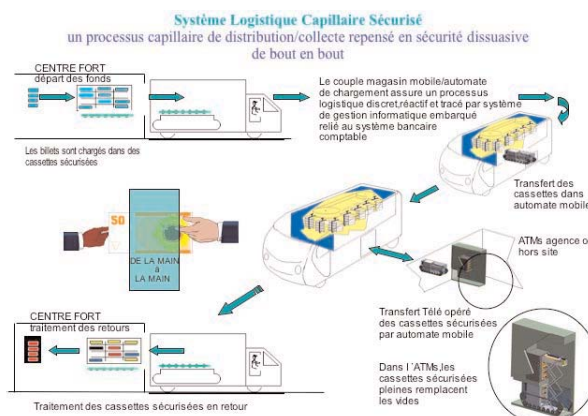 Système Logistique Capillaire Sécurisé
un processus capillaire de distribution/collecte repensé en sécurité dissuasive
de bout en bout
CENTRE FORT
départ des fonds
Les billets sont chargés dans des
cassettes sécurisées
Le couple magasin mobile/automate
de chargement assure un processus
logistique discret,réactif et tracé par système
de gestion informatique embarqué
relié au système bancaire
comptable
Transfert des
cassettes dans
automate mobile
50
DE LA MAIN
à
LA MAIN
ATMs agence o
hors site
Transfert Télé opéré
des cassettes sécurisées
par automate mobile
Dans l 'ATMs,les
cassettes sécurisées
pleines remplacent
les vides
CENTRE FORT
traitement des retours
Traitement des cassettes sécurisées en retour